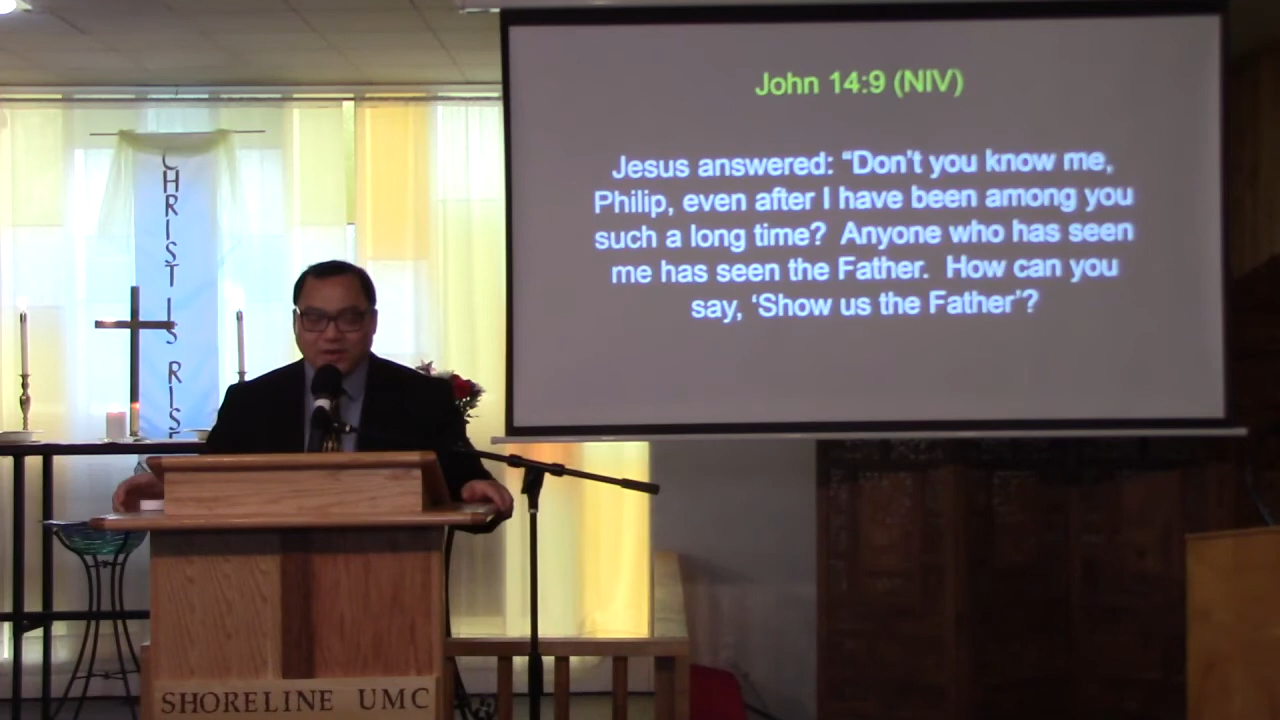 John 14:9 (NIV)
Jesus answered: “Don’t you know me,
Philip, even after I have been among you
such a long time?  Anyone who has seen
me has seen the Father.  How can you
say, ‘Show us the Father’?
CHRIST IS RISE
SHORELINE UMC